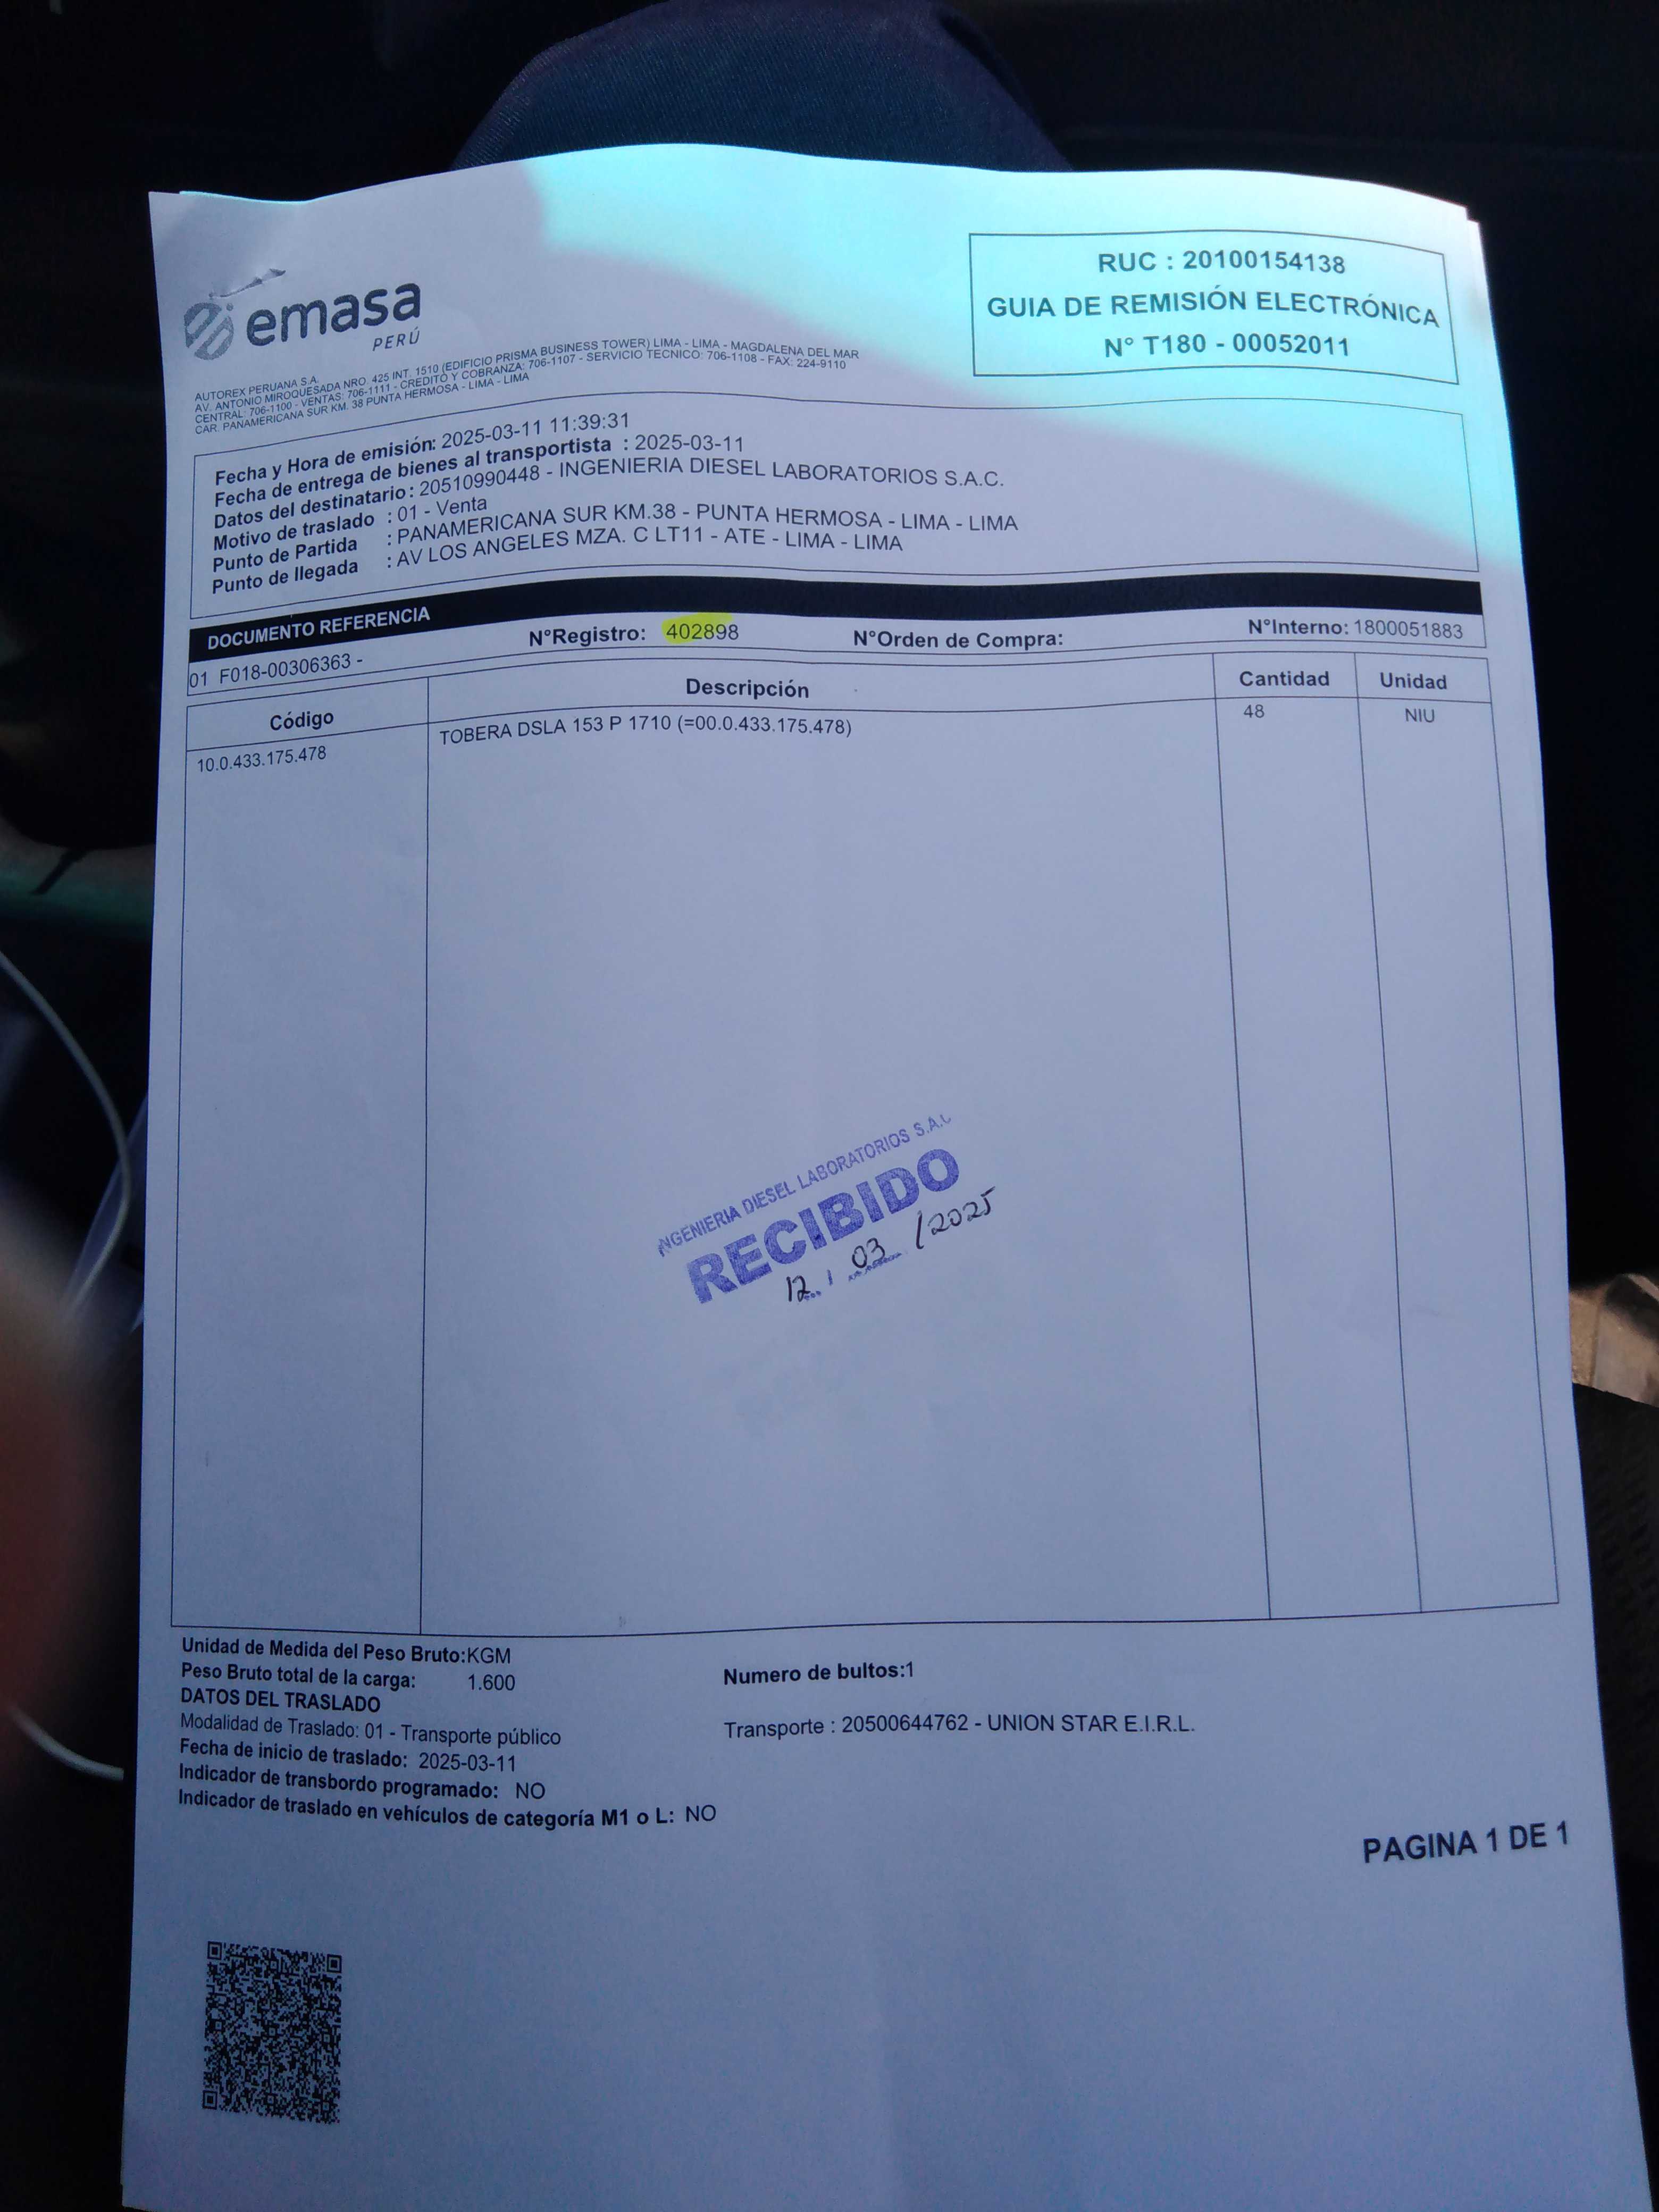 emasa
PERÚ
RUC : 20100154138
GUIA DE REMISIÓN ELECTRÓNICA
N° T180 - 00052011
AUTOREX PERUANA S.A.
AV. ANTONIO MIROQUESADA NRO. 425 INT. 1510 (EDIFICIO PRISMA BUSINESS TOWER) LIMA - LIMA - MAGDALENA DEL MAR
CENTRAL: 706-1100 - VENTAS: 706-1111 - CREDITO Y COBRANZA: 706-1107 - SERVICIO TECNICO: 706-1108 - FAX: 224-9110
CAR. PANAMERICANA SUR KM. 38 PUNTA HERMOSA - LIMA - LIMA
Fecha y Hora de emisión: 2025-03-11 11:39:31
Fecha de entrega de bienes al transportista : 2025-03-11
Datos del destinatario : 20510990448 - INGENIERIA DIESEL LABORATORIOS S.A.C.
Motivo de traslado : 01 - Venta
Punto de Partida : PANAMERICANA SUR KM.38 - PUNTA HERMOSA - LIMA - LIMA
Punto de llegada : AV LOS ANGELES MZA. C LT11 - ATE - LIMA - LIMA
DOCUMENTO REFERENCIA
01 F018-00306363 - N°Registro: 402898 N°Orden de Compra: N°Interno: 1800051883
Código Descripción Cantidad Unidad
10.0.433.175.478 TOBERA DSLA 153 P 1710 (=00.0.433.175.478) 48 NIU
INGENIERIA DIESEL LABORATORIOS S.A.C
RECIBIDO
12 / 03 / 2025
Unidad de Medida del Peso Bruto:KGM
Peso Bruto total de la carga: 1.600 Numero de bultos:1
DATOS DEL TRASLADO
Modalidad de Traslado: 01 - Transporte público Transporte : 20500644762 - UNION STAR E.I.R.L.
Fecha de inicio de traslado: 2025-03-11
Indicador de transbordo programado: NO
Indicador de traslado en vehículos de categoría M1 o L: NO
PAGINA 1 DE 1